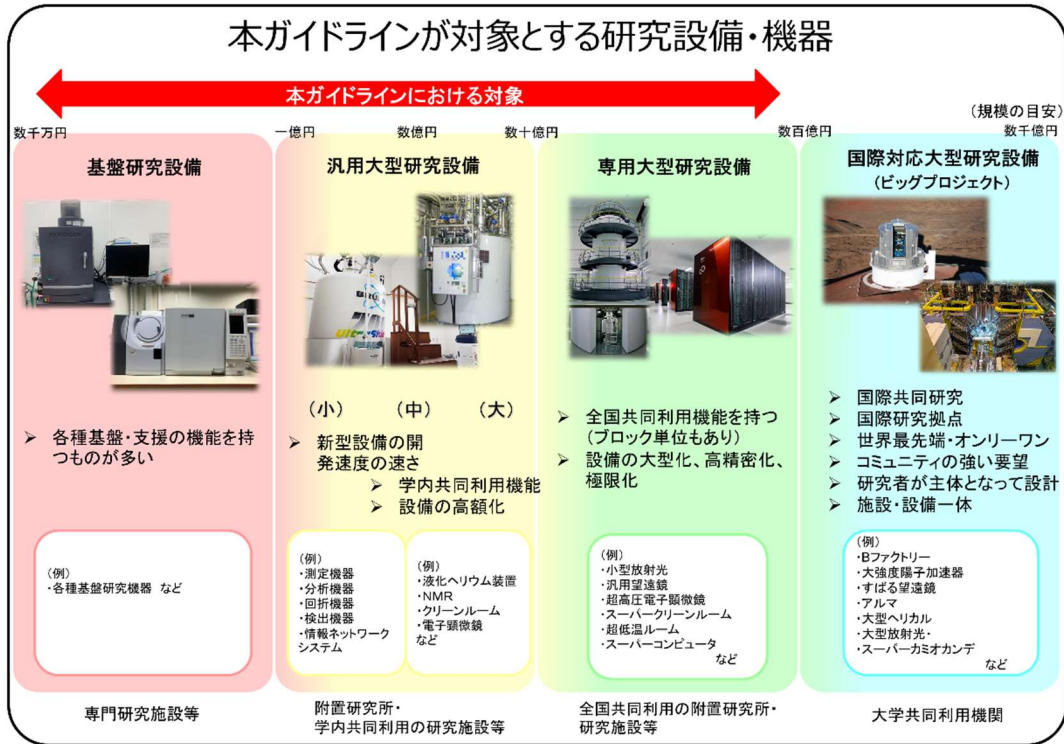 本ガイドラインが対象とする研究設備・機器
本ガイドラインにおける対象
(規模の目安)
数千万円
一億円
数億円
数十億円
数百億円
数千億円
基盤研究設備
➢ 各種基盤・支援の機能を持
つものが多い
(例)
・各種基盤研究機器 など
専門研究施設等
汎用大型研究設備
(小) (中) (大)
➢ 新型設備の開
発速度の速さ
➢ 学内共同利用機能
➢ 設備の高額化
(例)
・測定機器
・分析機器
・回折機器
・検出機器
・情報ネットワーク
システム
(例)
・液化ヘリウム装置
・NMR
・クリーンルーム
・電子顕微鏡
など
附置研究所・
学内共同利用の研究施設等
専用大型研究設備
➢ 全国共同利用機能を持つ
(ブロック単位もあり)
➢ 設備の大型化、高精密化、
極限化
(例)
・小型放射光
・汎用望遠鏡
・超高圧電子顕微鏡
・スーパークリーンルーム
・超低温ルーム
・スーパーコンピュータ
など
全国共同利用の附置研究所・
研究施設等
国際対応大型研究設備
(ビッグプロジェクト)
➢ 国際共同研究
➢ 国際研究拠点
➢ 世界最先端・オンリーワン
➢ コミュニティの強い要望
➢ 研究者が主体となって設計
➢ 施設・設備一体
(例)
・Bファクトリー
・大強度陽子加速器
・すばる望遠鏡
・アルマ
・大型ヘリカル
・大型放射光・
・スーパーカミオカンデ
など
大学共同利用機関